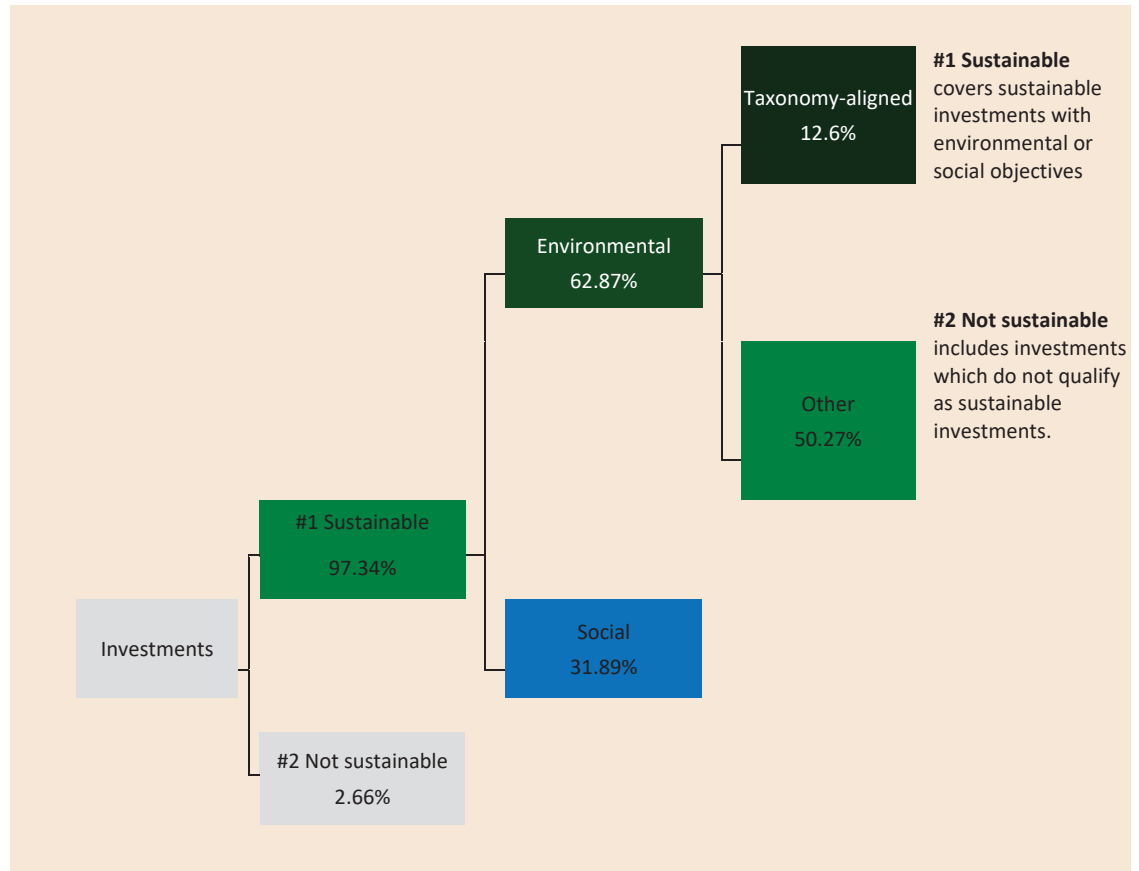 Taxonomy-aligned
12.6%
#1 Sustainable
covers sustainable
investments with
environmental or
social objectives
Environmental
62.87%
#2 Not sustainable
includes investments
which do not qualify
as sustainable
investments.
Other
50.27%
#1 Sustainable
97.34%
Investments
Social
31.89%
#2 Not sustainable
2.66%